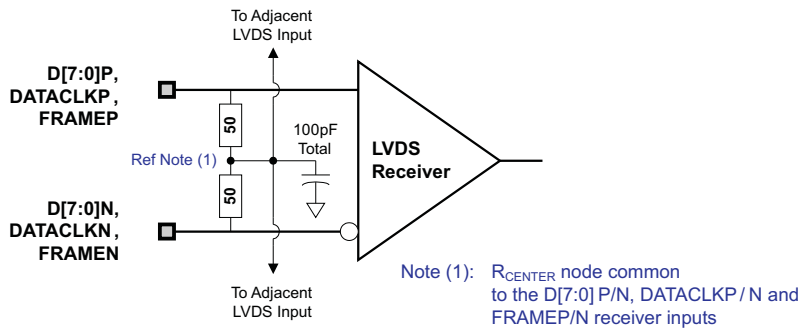 To Adjacent
LVDS Input
D[7:0]P,
DATACLKP,
FRAMEP
50
100pF
Total
LVDS
Receiver
Ref Note (1)
50
D[7:0]N,
DATACLKN,
FRAMEN
To Adjacent
LVDS Input
Note (1): RCENTER node common
to the D[7:0] P/N, DATACLKP/N and
FRAMEP/N receiver inputs